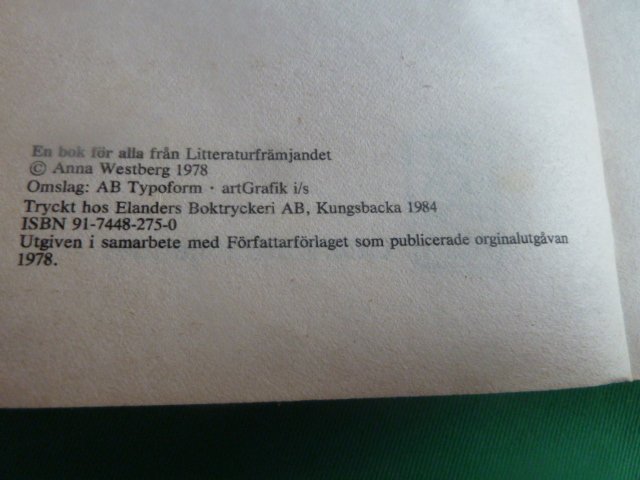 En bok för alla från Litteraturfrämjandet
© Anna Westberg 1978
Omslag: AB Typoform · artGrafik i/s
Tryckt hos Elanders Boktryckeri AB, Kungsbacka 1984
ISBN 91-7448-275-0
Utgiven i samarbete med Författarförlaget som publicerade orginalutgåvan
1978.